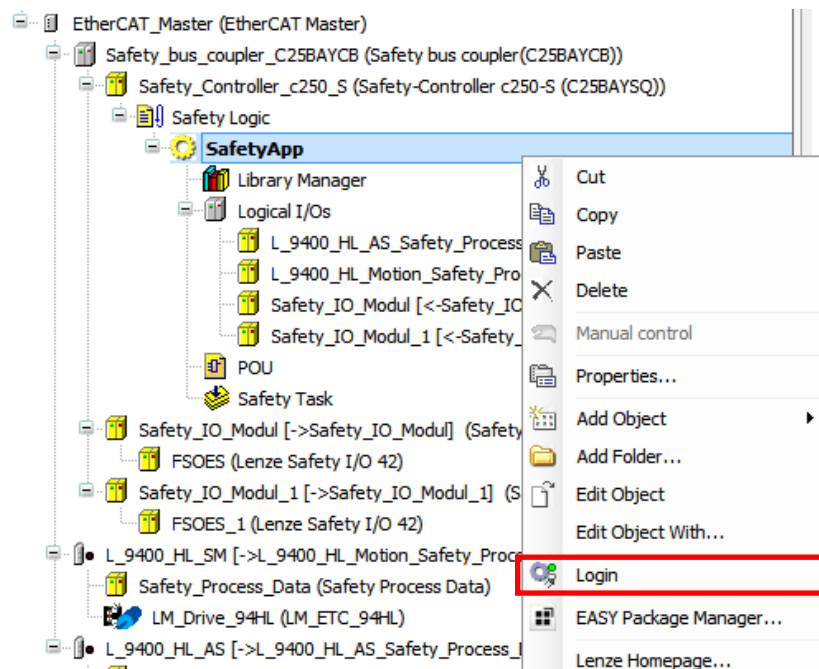 EtherCAT_Master (EtherCAT Master)
Safety_bus_coupler_C25BAYCB (Safety bus coupler(C25BAYCB))
Safety_Controller_c250_S (Safety-Controller c250-S (C25BAYSQ))
Safety Logic
SafetyApp
Library Manager
Logical I/Os
L_9400_HL_AS_Safety_Process
L_9400_HL_Motion_Safety_Pro
Safety_IO_Modul [<-Safety_IO
Safety_IO_Modul_1 [<-Safety_
POU
Safety Task
Safety_IO_Modul [->Safety_IO_Modul] (Safety
FSOES (Lenze Safety I/O 42)
Safety_IO_Modul_1 [->Safety_IO_Modul_1] (S
FSOES_1 (Lenze Safety I/O 42)
L_9400_HL_SM [->L_9400_HL_Motion_Safety_Proce
Safety_Process_Data (Safety Process Data)
LM_Drive_94HL (LM_ETC_94HL)
L_9400_HL_AS [->L_9400_HL_AS_Safety_Process_
Cut
Copy
Paste
Delete
Manual control
Properties...
Add Object
Add Folder...
Edit Object
Edit Object With...
Login
EASY Package Manager...
Lenze Homepage...